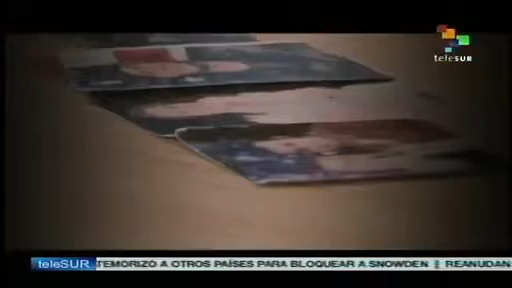 teleSUR
teleSUR TEMORIZÓ A OTROS PAÍSES PARA BLOQUEAR A SNOWDEN || REANUDAN